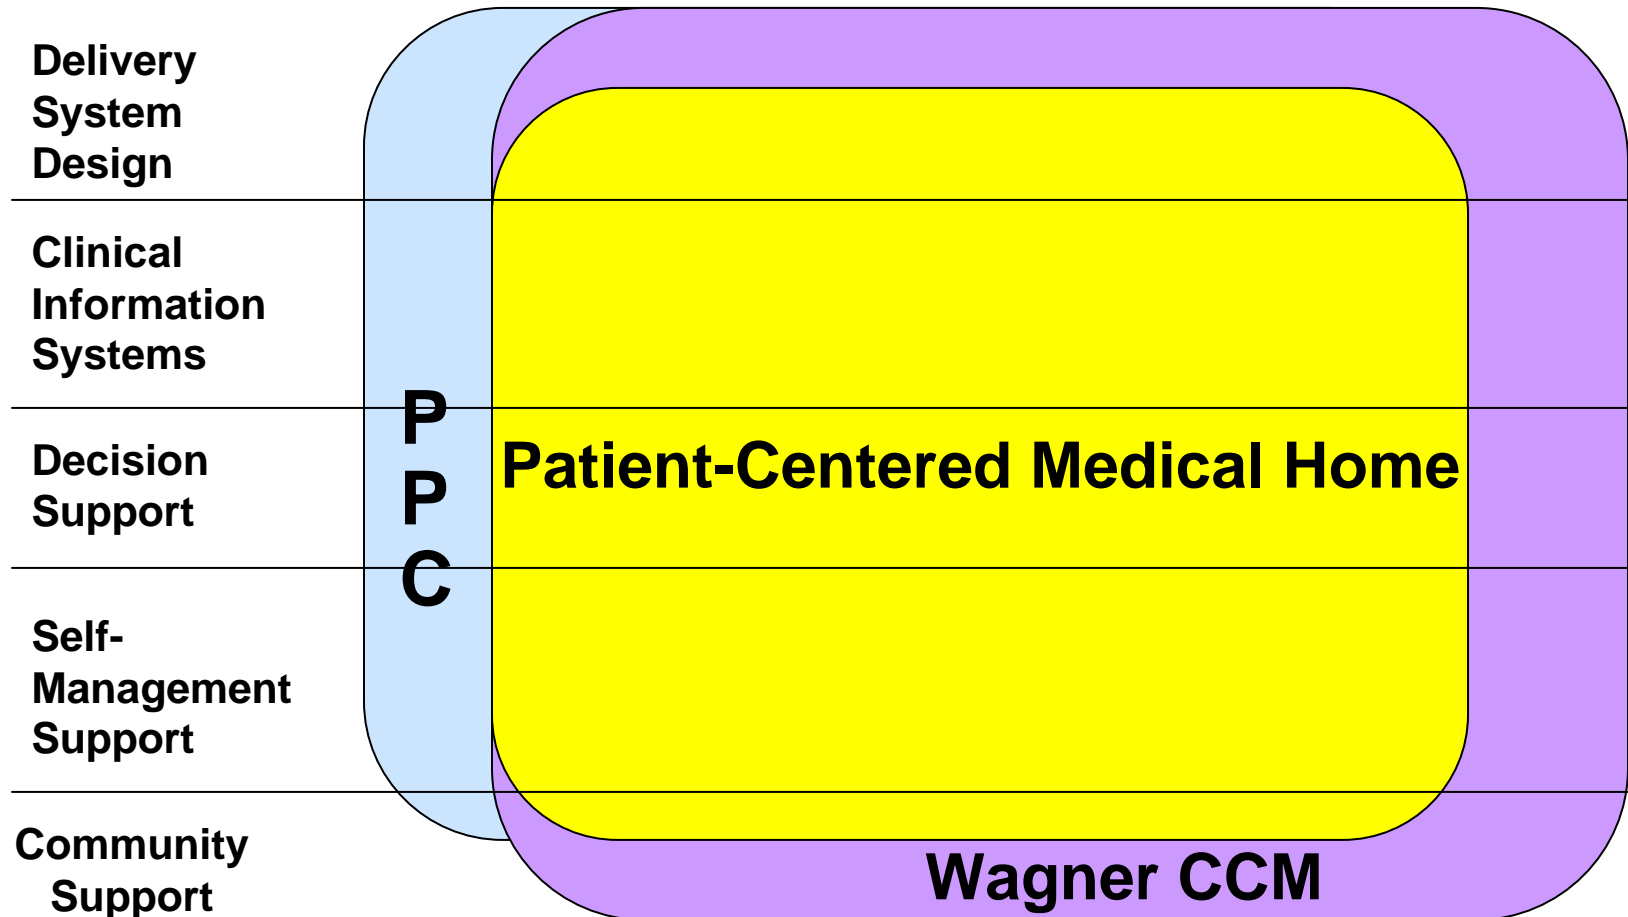 Delivery
System
Design
Clinical
Information
Systems
Decision
Support
Self-
Management
Support
Community
Support
P
P
C
Patient-Centered Medical Home
Wagner CCM